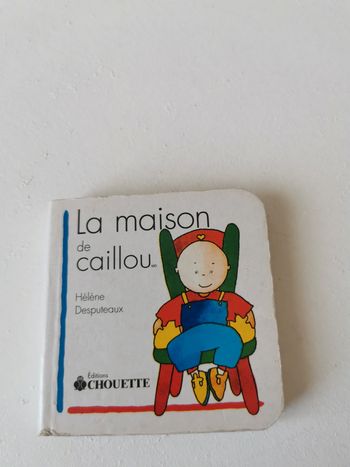 La maison
de
caillou
Hélène
Desputeaux
Éditions
CHOUETTE